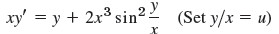 xy′ = y + 2x³ sin² y/x (Set y/x = u)